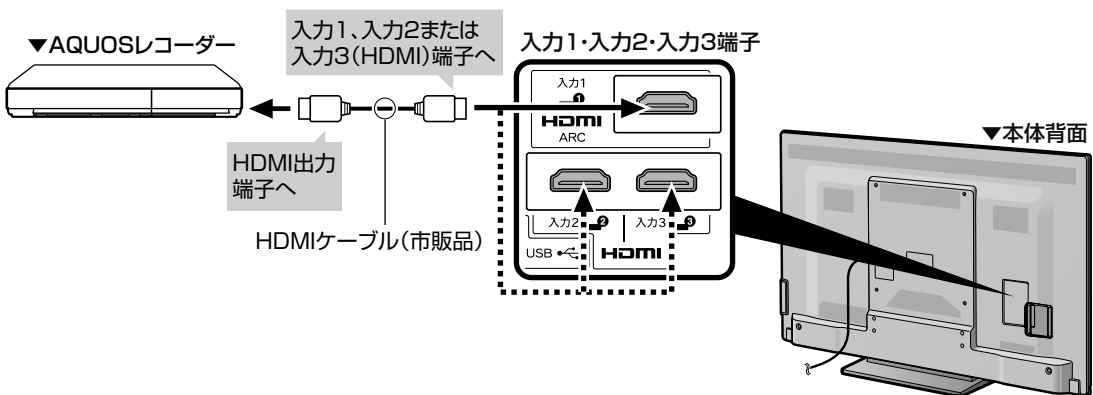 ▼AQUOSレコーダー
入力1、入力2または
入力3(HDMI)端子へ
入力1・入力2・入力3端子
入力1
1
HDMI
ARC
▼本体背面
HDMI出力
端子へ
入力2 2
入力3 3
HDMIケーブル(市販品)
USB
HDMI